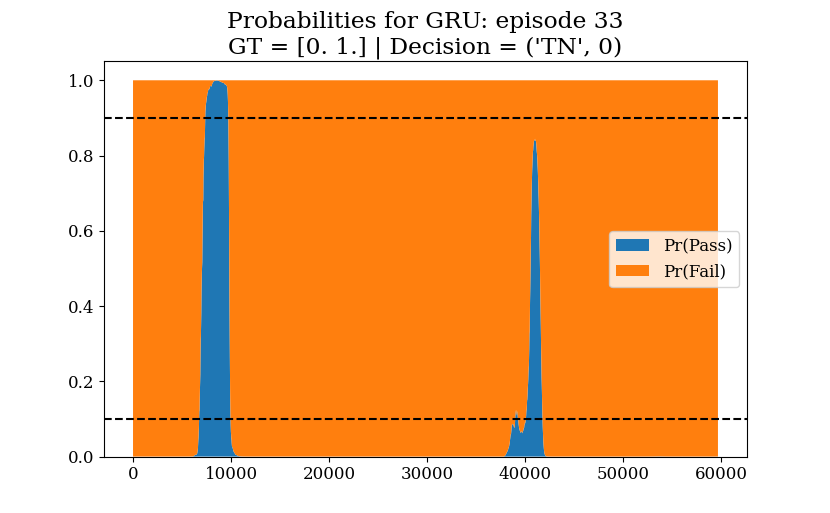 Probabilities for GRU: episode 33
GT = [0. 1.] | Decision = ('TN', 0)
1.0
0.8
0.6
0.4
0.2
0.0
Pr(Pass)
Pr(Fail)
0 10000 20000 30000 40000 50000 60000